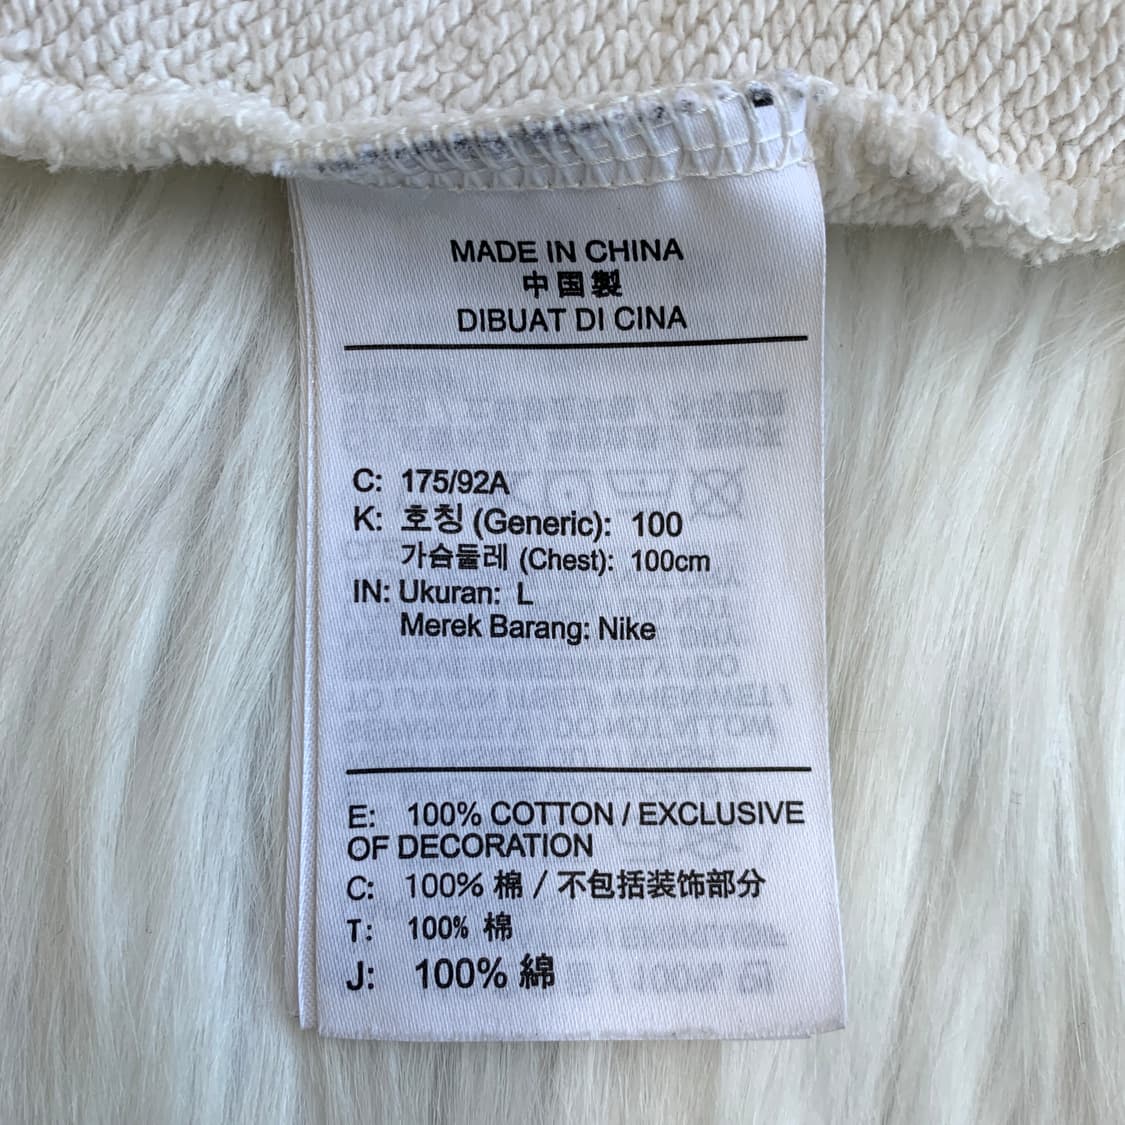 MADE IN CHINA
中国製
DIBUAT DI CINA
C: 175/92A
K: 호칭 (Generic): 100
가슴둘레 (Chest): 100cm
IN: Ukuran: L
Merek Barang: Nike
E: 100% COTTON / EXCLUSIVE
OF DECORATION
C: 100% 棉 / 不包括装饰部分
T: 100% 棉
J: 100% 綿